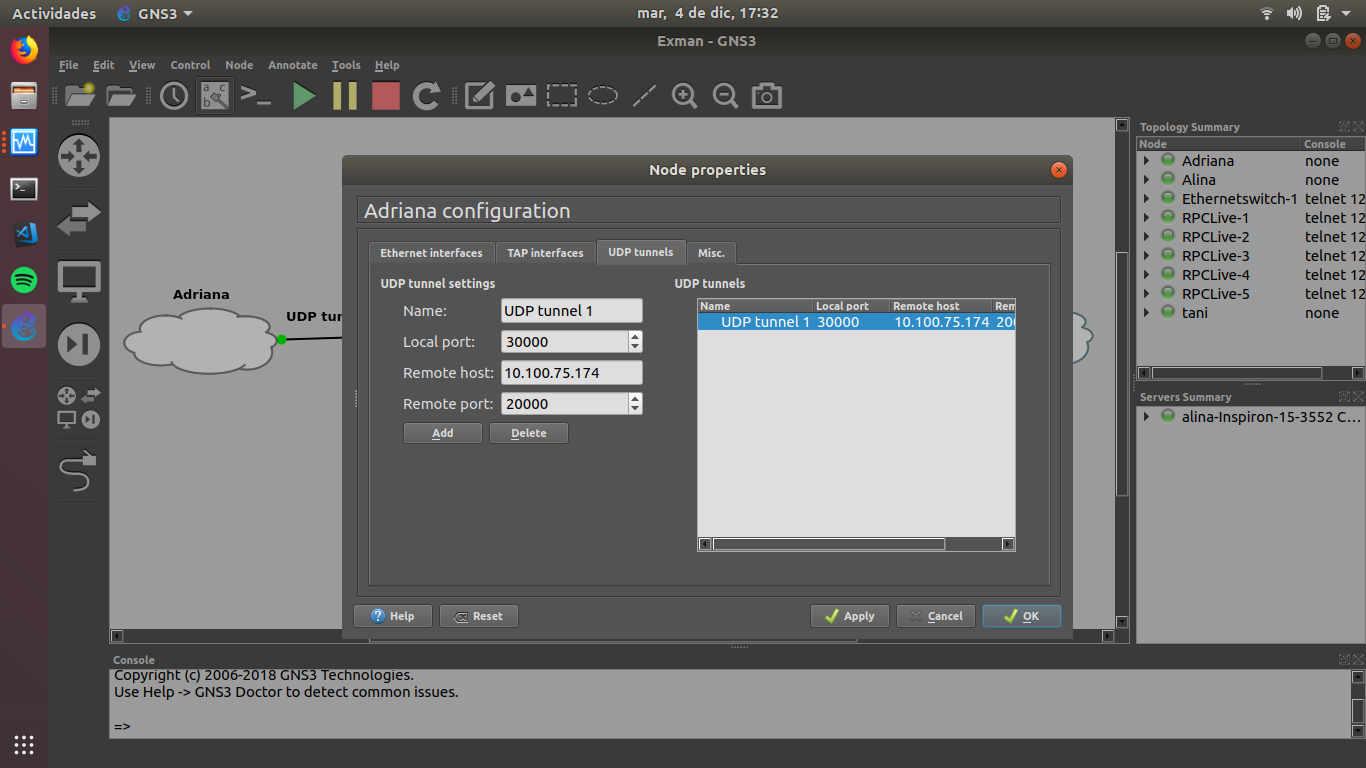 Actividades GNS3 mar, 4 de dic, 17:32
Exman - GNS3
File Edit View Control Node Annotate Tools Help
Adriana
Node properties
Adriana configuration
Ethernet interfaces TAP interfaces UDP tunnels Misc.
UDP tunnel settings
Name: UDP tunnel 1
Local port: 30000
Remote host: 10.100.75.174
Remote port: 20000
Add Delete
UDP tunnels
Name Local port Remote host Rem
UDP tunnel 1 30000 10.100.75.174 200
Help Reset Apply Cancel OK
UDP tur
Topology Summary
Node Console
Adriana none
Alina none
Ethernetswitch-1 telnet 12
RPCLive-1 telnet 12
RPCLive-2 telnet 12
RPCLive-3 telnet 12
RPCLive-4 telnet 12
RPCLive-5 telnet 12
tani none
Servers Summary
alina-Inspiron-15-3552 C...
Console
Copyright (c) 2006-2018 GNS3 Technologies.
Use Help -> GNS3 Doctor to detect common issues.
=>